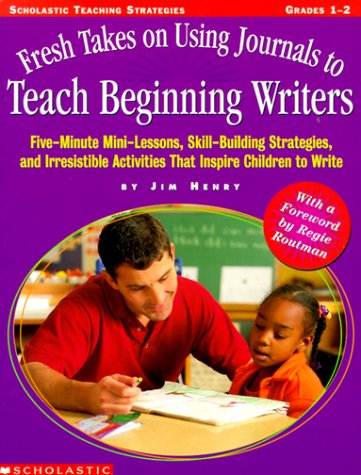 SCHOLASTIC TEACHING STRATEGIES
GRADES 1–2
Fresh Takes on Using Journals to
Teach Beginning Writers
Five-Minute Mini-Lessons, Skill-Building Strategies,
and Irresistible Activities That Inspire Children to Write
BY JIM HENRY
With a
Foreword
by Regie
Routman
SCHOLASTIC